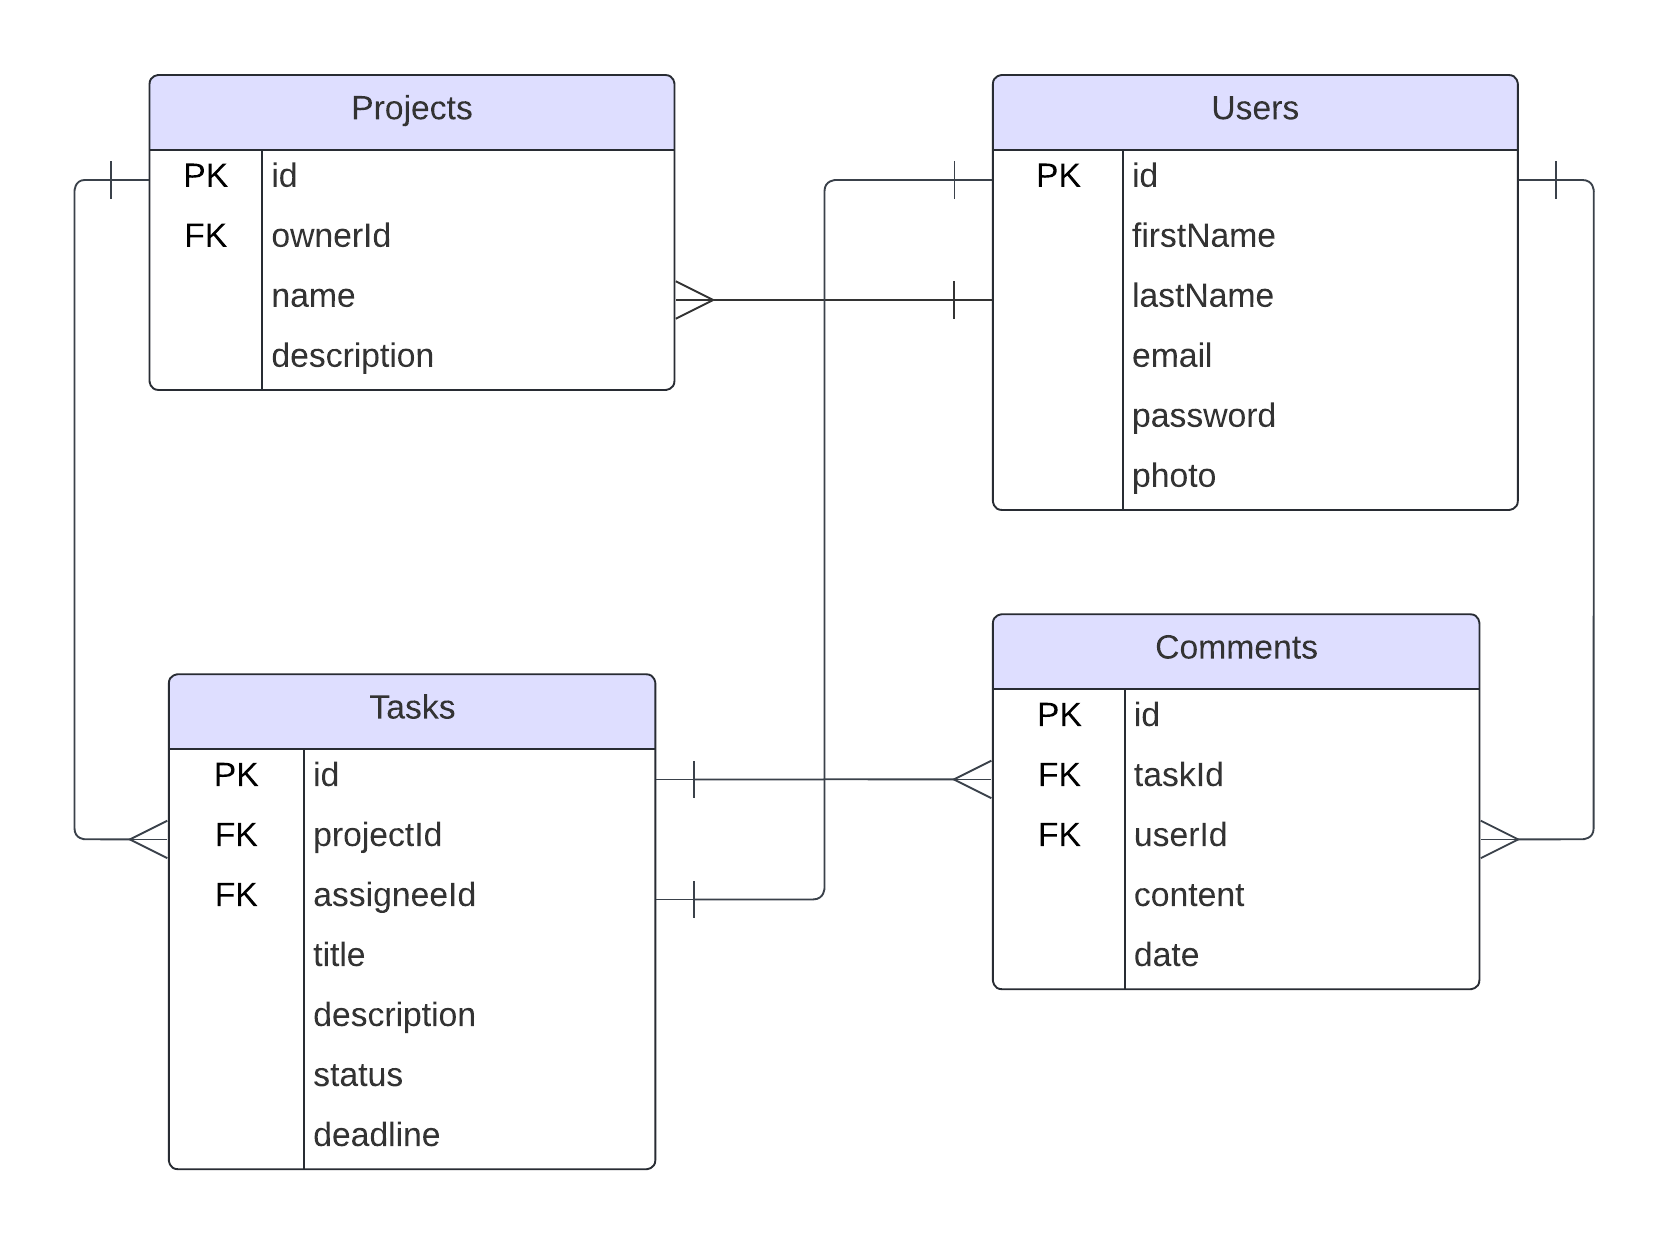 Projects
PK id
FK ownerId
name
description
Users
PK id
firstName
lastName
email
password
photo
Tasks
PK id
FK projectId
FK assigneeId
title
description
status
deadline
Comments
PK id
FK taskId
FK userId
content
date